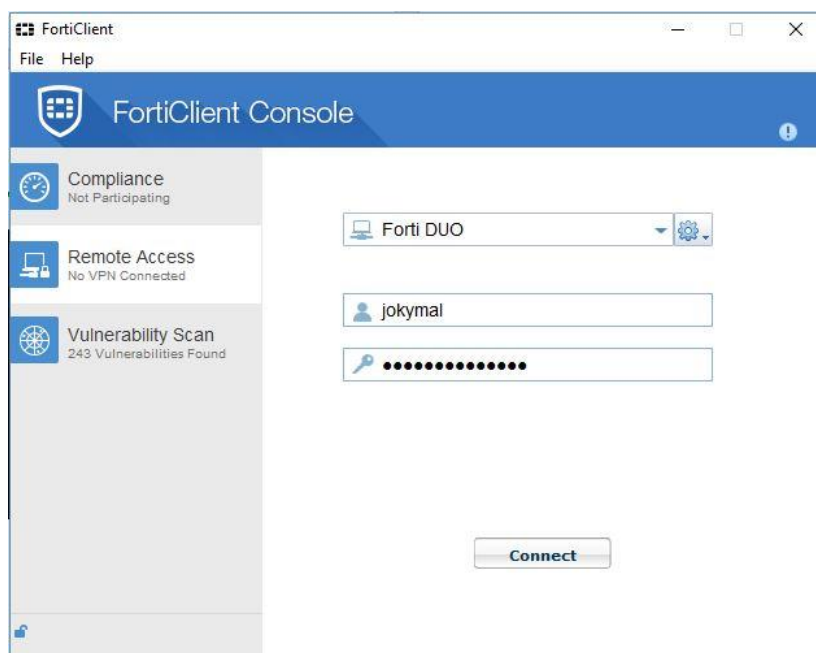 FortiClient
File Help
FortiClient Console
Compliance
Not Participating
Remote Access
No VPN Connected
Vulnerability Scan
243 Vulnerabilities Found
Forti DUO
jokymal
••••••••••••••
Connect